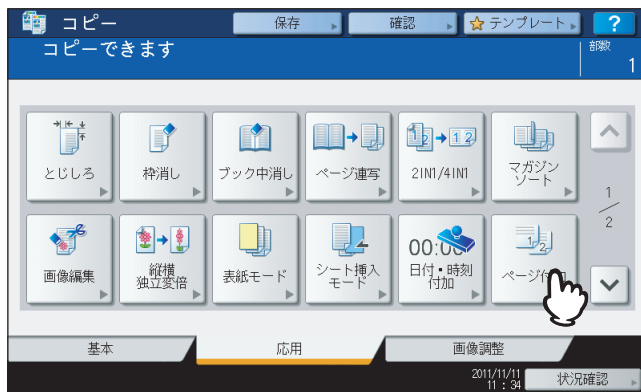 コピー
保存
確認
テンプレート
?
コピーできます
部数
1
とじしろ
枠消し
ブック中消し
ページ連写
2IN1/4IN1
マガジン
ソート
1
2
画像編集
縦横
独立変倍
表紙モード
シート挿入
モード
00:00
日付・時刻
付加
ページ付
基本
応用
画像調整
2011/11/11
11 : 34
状況確認